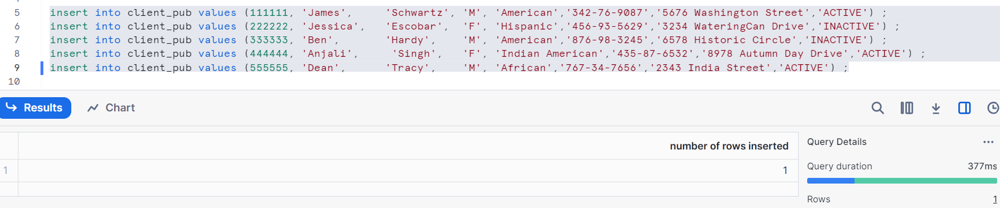 5 insert into client_pub values (111111, 'James', 'Schwartz', 'M', 'American','342-76-9087','5676 Washington Street','ACTIVE') ;
6 insert into client_pub values (222222, 'Jessica', 'Escobar', 'F', 'Hispanic','456-93-5629','3234 WateringCan Drive','INACTIVE') ;
7 insert into client_pub values (333333, 'Ben', 'Hardy', 'M', 'American','876-98-3245','6578 Historic Circle','INACTIVE') ;
8 insert into client_pub values (444444, 'Anjali', 'Singh', 'F', 'Indian American','435-87-6532','8978 Autumn Day Drive','ACTIVE') ;
9 insert into client_pub values (555555, 'Dean', 'Tracy', 'M', 'African','767-34-7656','2343 India Street','ACTIVE') ;
10
Results Chart
number of rows inserted
1 1
Query Details ...
Query duration 377ms
Rows 1